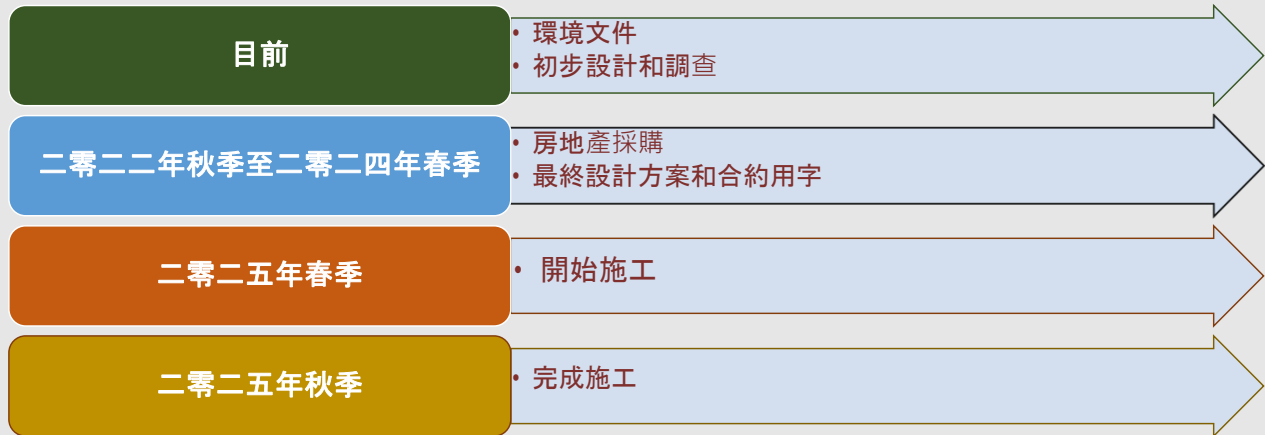 目前
• 環境文件
• 初步設計和調查
二零二二年秋季至二零二四年春季
• 房地產採購
• 最終設計方案和合約用字
二零二五年春季
• 開始施工
二零二五年秋季
• 完成施工